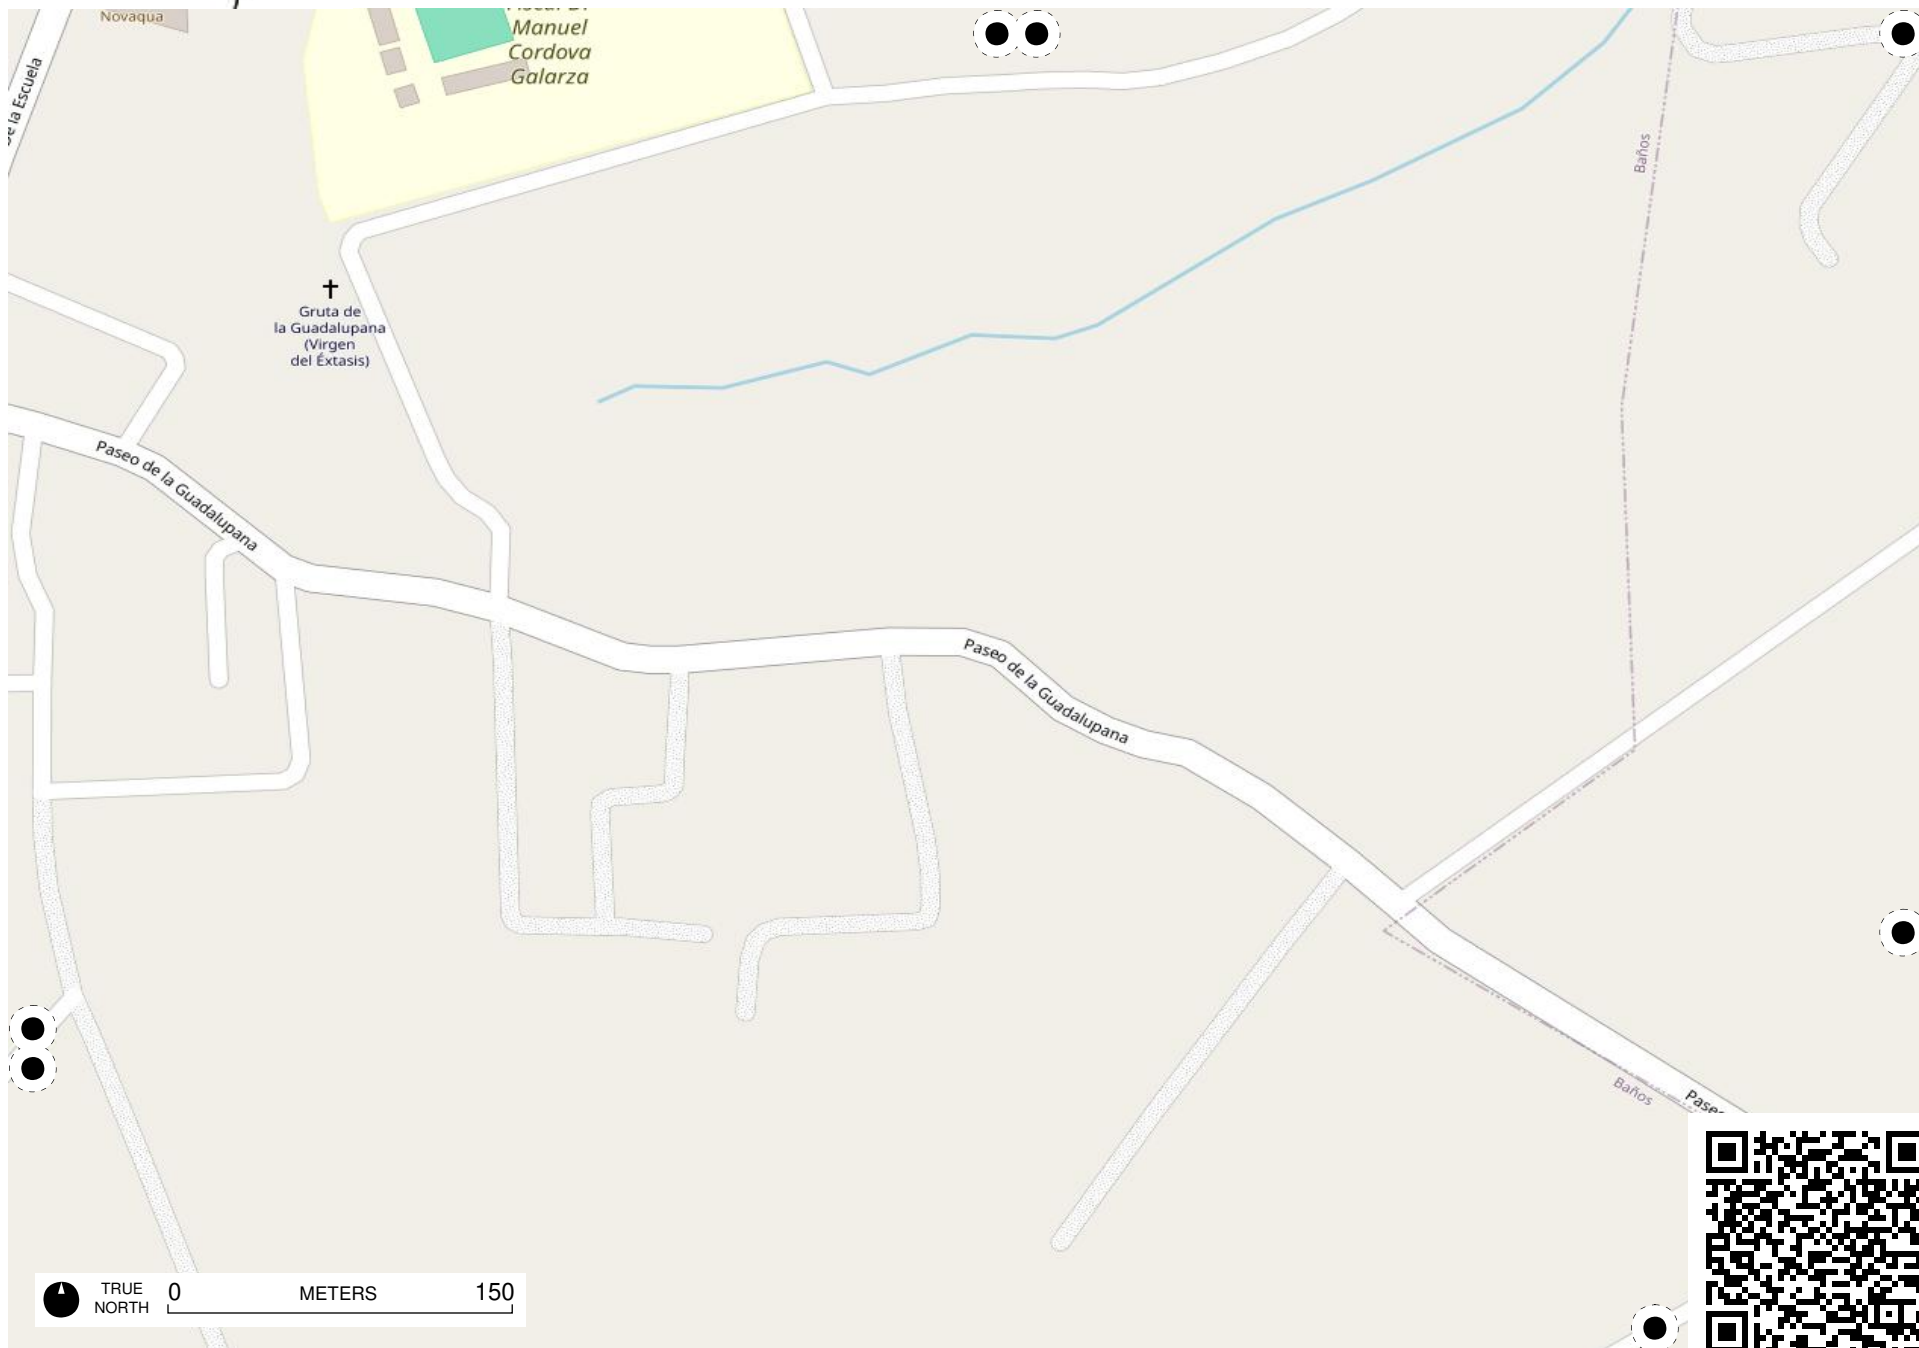 Novaqua
Manuel
Cordova
Galarza
de la Escuela
Baños
Gruta de
la Guadalupana
(Virgen
del Éxtasis)
Paseo de la Guadalupana
Paseo de la Guadalupana
Baños
TRUE
NORTH
0 METERS 150